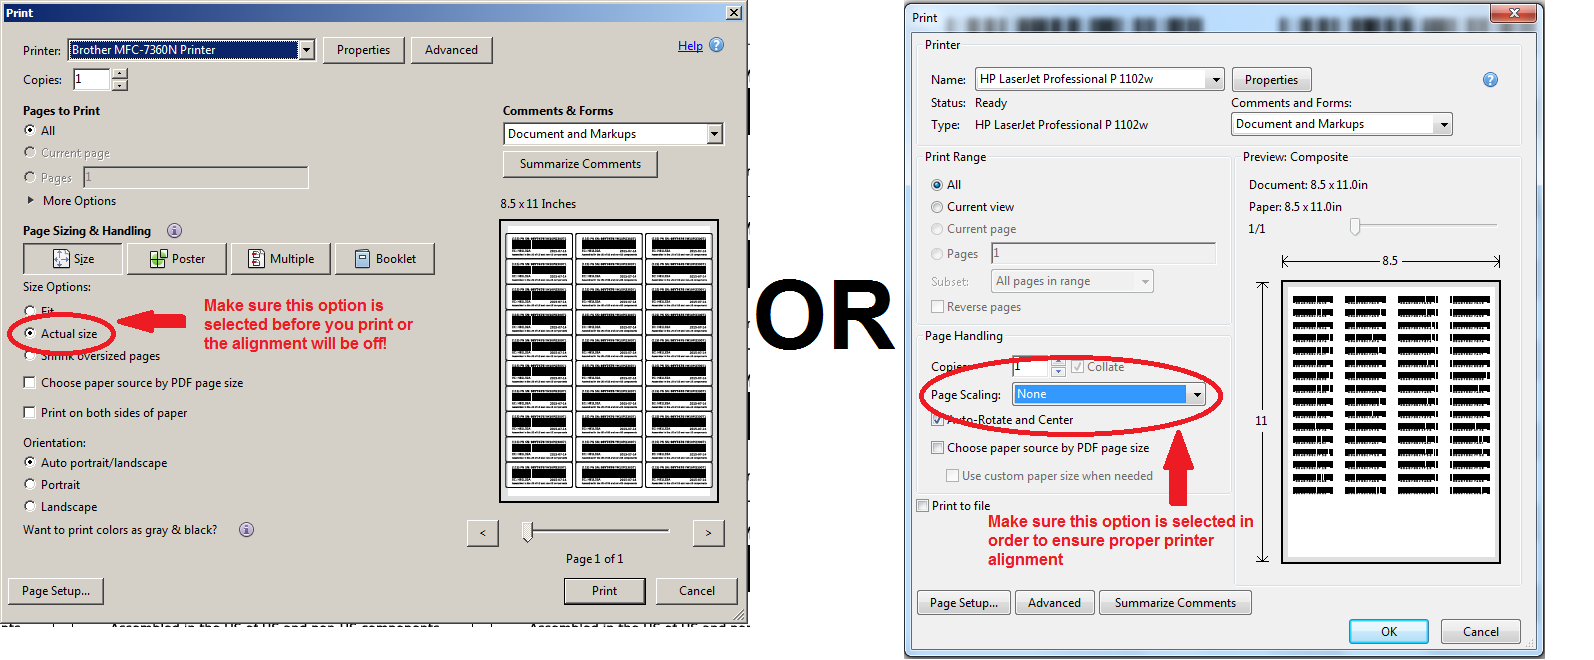 Print
Printer: Brother MFC-7360N Printer
Properties
Advanced
Help
Copies: 1
Pages to Print
All
Current page
Pages 1
More Options
Comments & Forms
Document and Markups
Summarize Comments
8.5 x 11 Inches
Page Sizing & Handling
Size
Poster
Multiple
Booklet
Size Options:
Fit
Actual size
Shrink oversized pages
Make sure this option is
selected before you print or
the alignment will be off!
Choose paper source by PDF page size
Print on both sides of paper
Orientation:
Auto portrait/landscape
Portrait
Landscape
Want to print colors as gray & black?
<
>
Page 1 of 1
Page Setup...
Print
Cancel
OR
Print
Printer
Name: HP LaserJet Professional P 1102w
Properties
Status: Ready
Type: HP LaserJet Professional P 1102w
Comments and Forms:
Document and Markups
Print Range
All
Current view
Current page
Pages 1
Subset: All pages in range
Reverse pages
Preview: Composite
Document: 8.5 x 11.0in
Paper: 8.5 x 11.0in
1/1
8.5
11
Page Handling
Copies: 1
Collate
Page Scaling: None
Auto-Rotate and Center
Choose paper source by PDF page size
Use custom paper size when needed
Print to file
Make sure this option is selected in
order to ensure proper printer
alignment
Page Setup...
Advanced
Summarize Comments
OK
Cancel